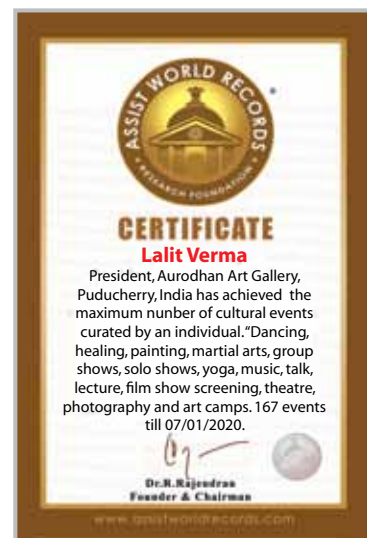 ASSIST WORLD RECORDS
RESEARCH FOUNDATION
CERTIFICATE
Lalit Verma
President, Aurodhan Art Gallery,
Puducherry, India has achieved the
maximum nunber of cultural events
curated by an individual.“Dancing,
healing, painting, martial arts, group
shows, solo shows, yoga, music, talk,
lecture, film show screening, theatre,
photography and art camps. 167 events
till 07/01/2020.
Dr.R.Rajendran
Founder & Chairman
www.assistworldrecords.com